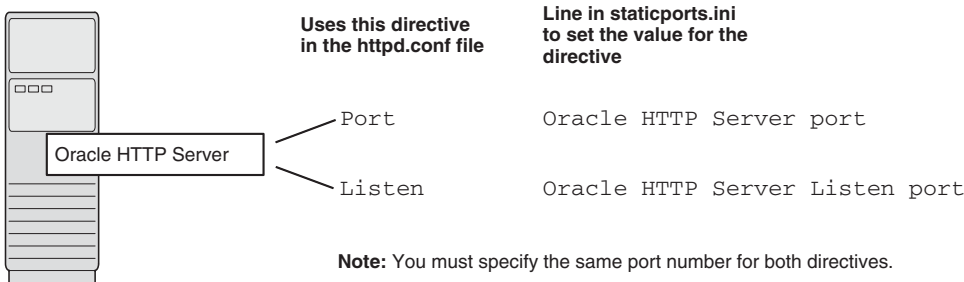 Uses this directive
in the httpd.conf file
Line in staticports.ini
to set the value for the
directive
Port
Oracle HTTP Server port
Oracle HTTP Server
Listen
Oracle HTTP Server Listen port
Note: You must specify the same port number for both directives.